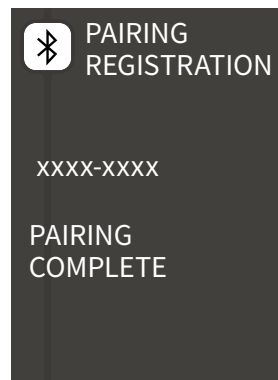 PAIRING
REGISTRATION
xxxx-xxxx
PAIRING
COMPLETE